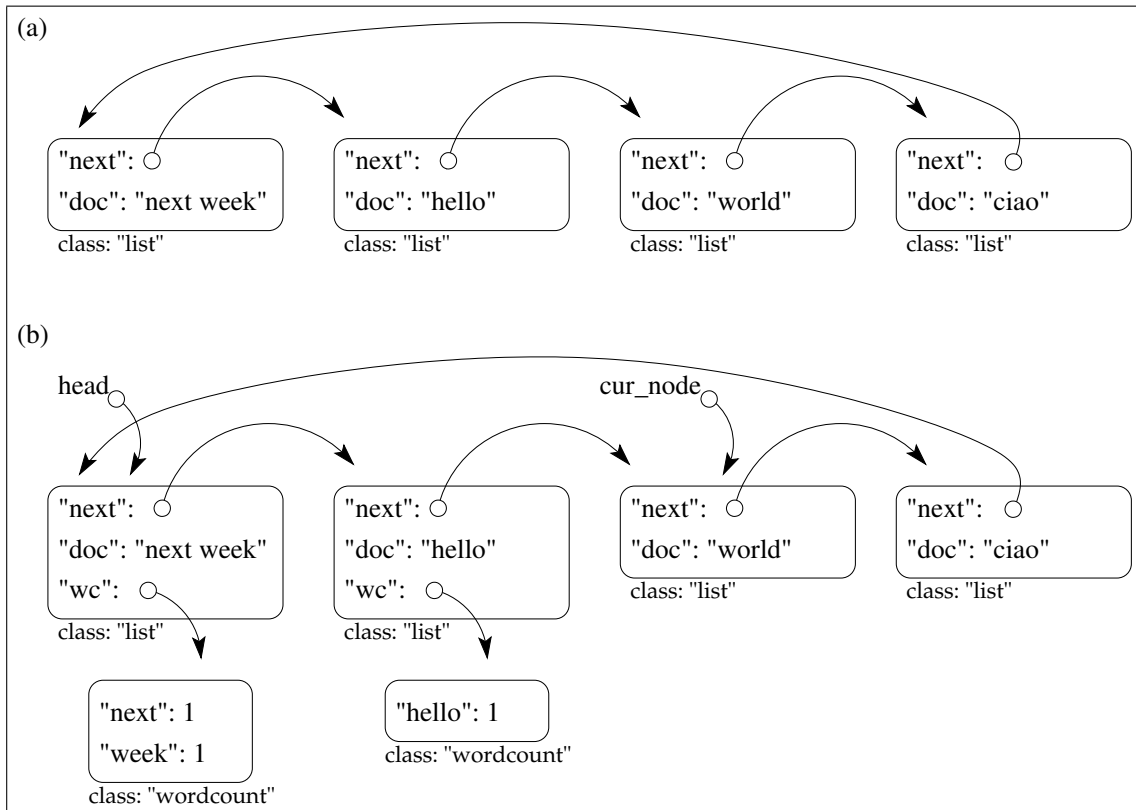 (a)
"next":
"doc": "next week"
class: "list"
"next":
"doc": "hello"
class: "list"
"next":
"doc": "world"
class: "list"
"next":
"doc": "ciao"
class: "list"
(b)
head
cur_node
"next":
"doc": "next week"
"wc":
class: "list"
"next":
"doc": "hello"
"wc":
class: "list"
"next":
"doc": "world"
class: "list"
"next":
"doc": "ciao"
class: "list"
"next": 1
"week": 1
class: "wordcount"
"hello": 1
class: "wordcount"